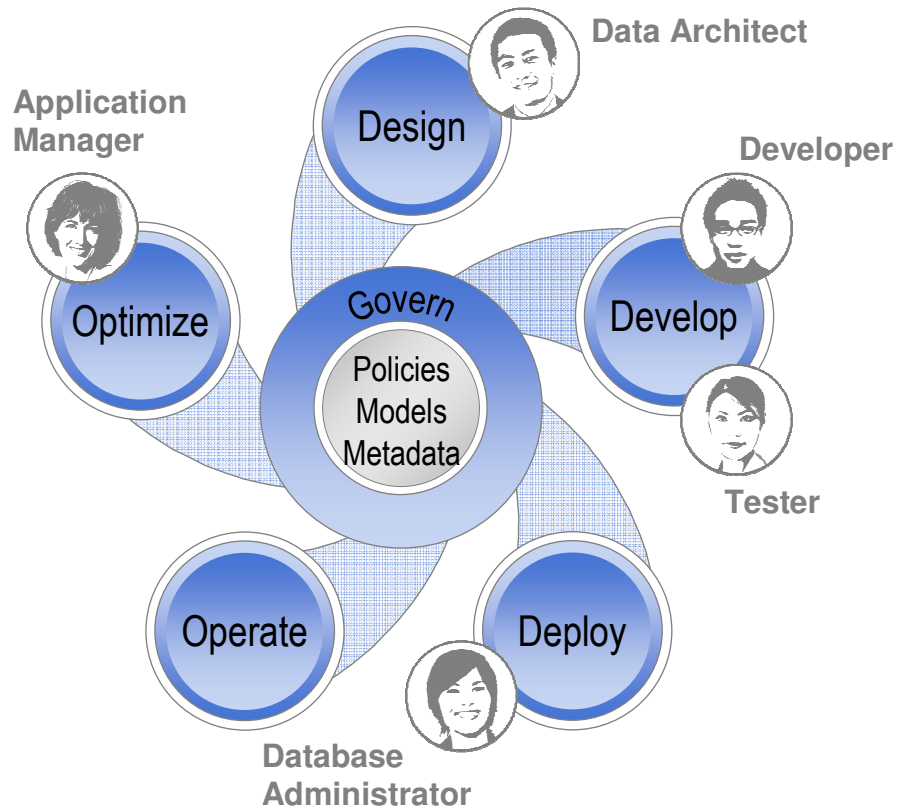 Data Architect
Design
Application
Manager
Developer
Optimize
Develop
Govern
Policies
Models
Metadata
Tester
Operate
Deploy
Database
Administrator